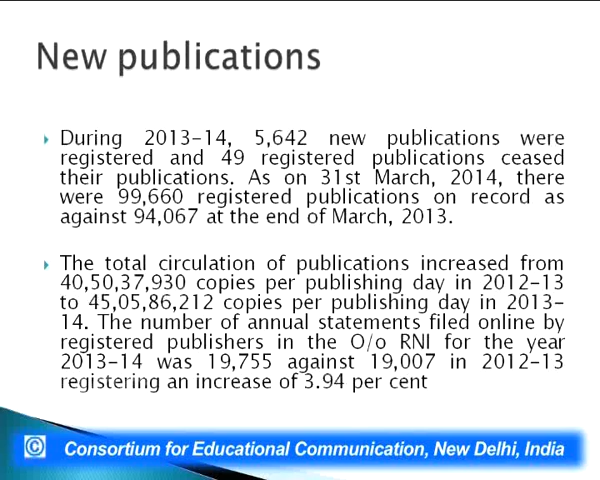 New publications
During 2013-14, 5,642 new publications were
registered and 49 registered publications ceased
their publications. As on 31st March, 2014, there
were 99,660 registered publications on record as
against 94,067 at the end of March, 2013.
The total circulation of publications increased from
40,50,37,930 copies per publishing day in 2012-13
to 45,05,86,212 copies per publishing day in 2013-
14. The number of annual statements filed online by
registered publishers in the O/o RNI for the year
2013-14 was 19,755 against 19,007 in 2012-13
registering an increase of 3.94 per cent
© Consortium for Educational Communication, New Delhi, India